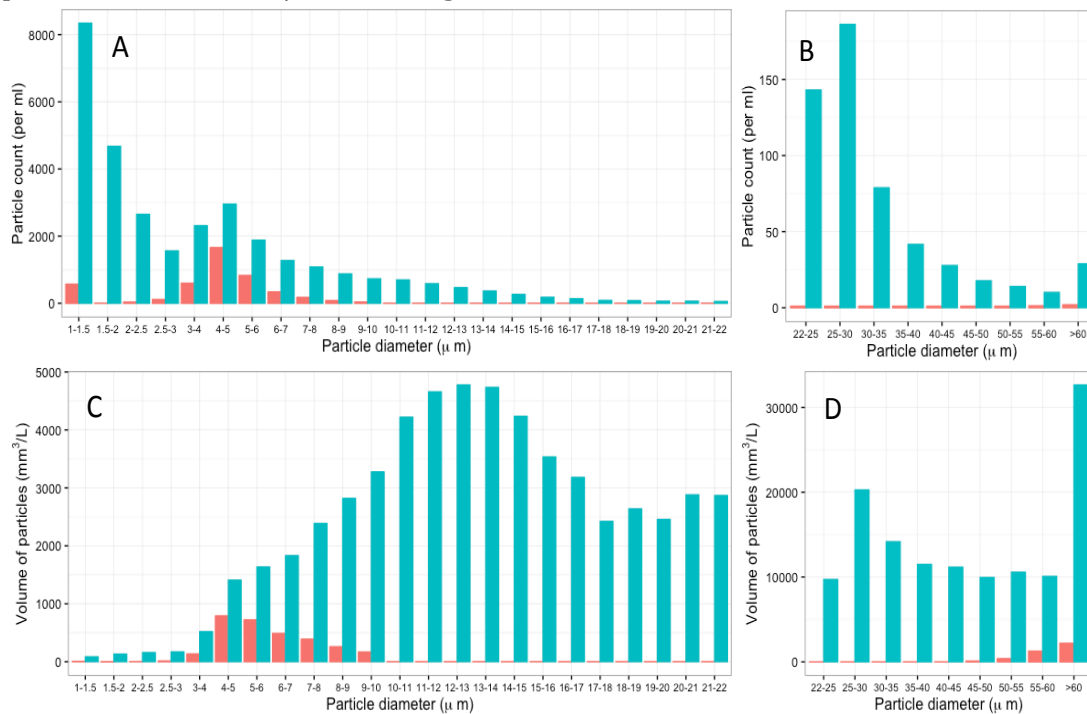 A
Particle count (per ml)
8000
6000
4000
2000
0
1-1.5 1.5-2 2-2.5 2.5-3 3-4 4-5 5-6 6-7 7-8 8-9 9-10 10-11 11-12 12-13 13-14 14-15 15-16 16-17 17-18 18-19 19-20 20-21 21-22
Particle diameter (μ m)
B
Particle count (per ml)
150
100
50
0
22-25 25-30 30-35 35-40 40-45 45-50 50-55 55-60 >60
Particle diameter (μ m)
C
Volume of particles (mm³/L)
5000
4000
3000
2000
1000
0
1-1.5 1.5-2 2-2.5 2.5-3 3-4 4-5 5-6 6-7 7-8 8-9 9-10 10-11 11-12 12-13 13-14 14-15 15-16 16-17 17-18 18-19 19-20 20-21 21-22
Particle diameter (μ m)
D
Volume of particles (mm³/L)
30000
20000
10000
0
22-25 25-30 30-35 35-40 40-45 45-50 50-55 55-60 >60
Particle diameter (μ m)